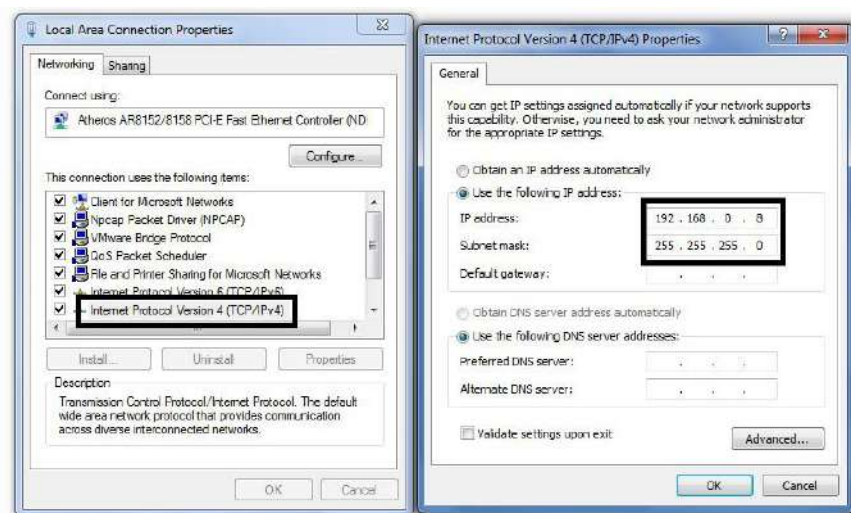 Local Area Connection Properties
Networking Sharing
Connect using:
Atheros AR8152/8158 PCI-E Fast Ethernet Controller (ND
Configure...
This connection uses the following items:
Client for Microsoft Networks
Npcap Packet Driver (NPCAP)
VMware Bridge Protocol
QoS Packet Scheduler
File and Printer Sharing for Microsoft Networks
Internet Protocol Version 6 (TCP/IPv6)
Internet Protocol Version 4 (TCP/IPv4)
Install... Uninstall Properties
Description
Transmission Control Protocol/Internet Protocol. The default
wide area network protocol that provides communication
across diverse interconnected networks.
OK Cancel
Internet Protocol Version 4 (TCP/IPv4) Properties
General
You can get IP settings assigned automatically if your network supports
this capability. Otherwise, you need to ask your network administrator
for the appropriate IP settings.
Obtain an IP address automatically
Use the following IP address:
IP address: 192 . 168 . 0 . 8
Subnet mask: 255 . 255 . 255 . 0
Default gateway: . . .
Obtain DNS server address automatically
Use the following DNS server addresses:
Preferred DNS server: . . .
Alternate DNS server: . . .
Validate settings upon exit
Advanced...
OK Cancel